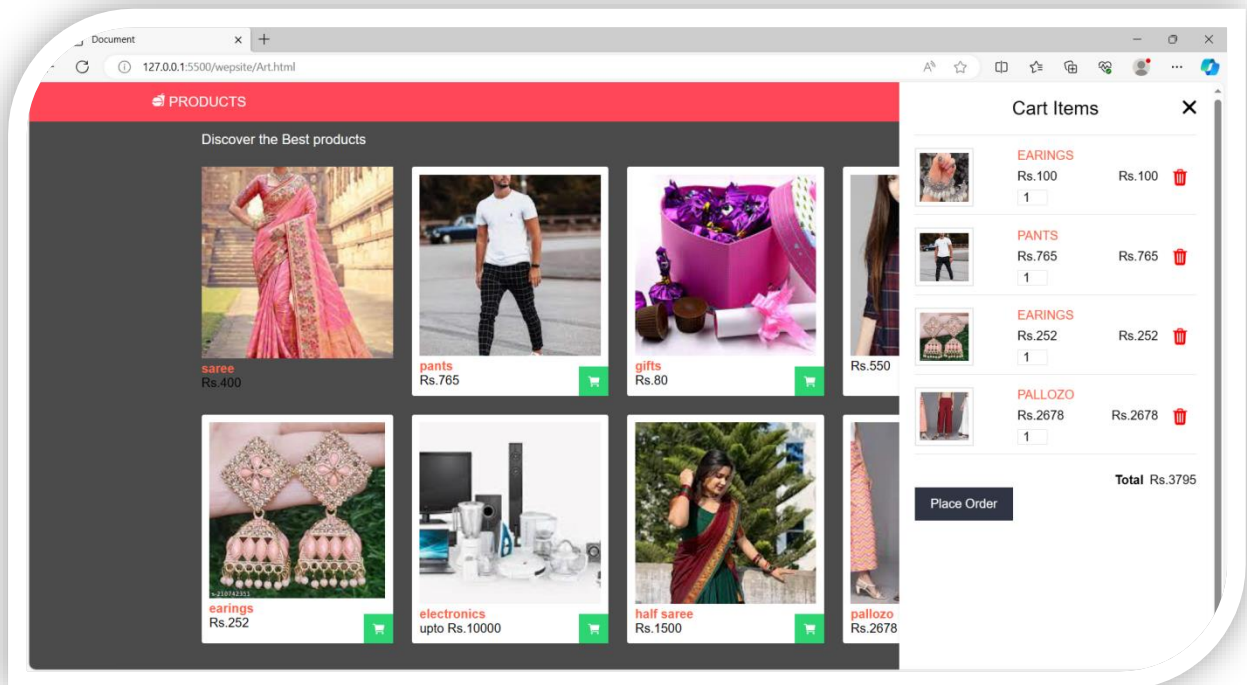 Document
127.0.0.1:5500/wepsite/Art.html
PRODUCTS
Discover the Best products
saree
Rs.400
pants
Rs.765
gifts
Rs.80
Rs.550
s-210742351
earings
Rs.252
electronics
upto Rs.10000
half saree
Rs.1500
pallozo
Rs.2678
Cart Items
EARINGS
Rs.100 Rs.100
1
PANTS
Rs.765 Rs.765
1
EARINGS
Rs.252 Rs.252
1
PALLOZO
Rs.2678 Rs.2678
1
Total Rs.3795
Place Order